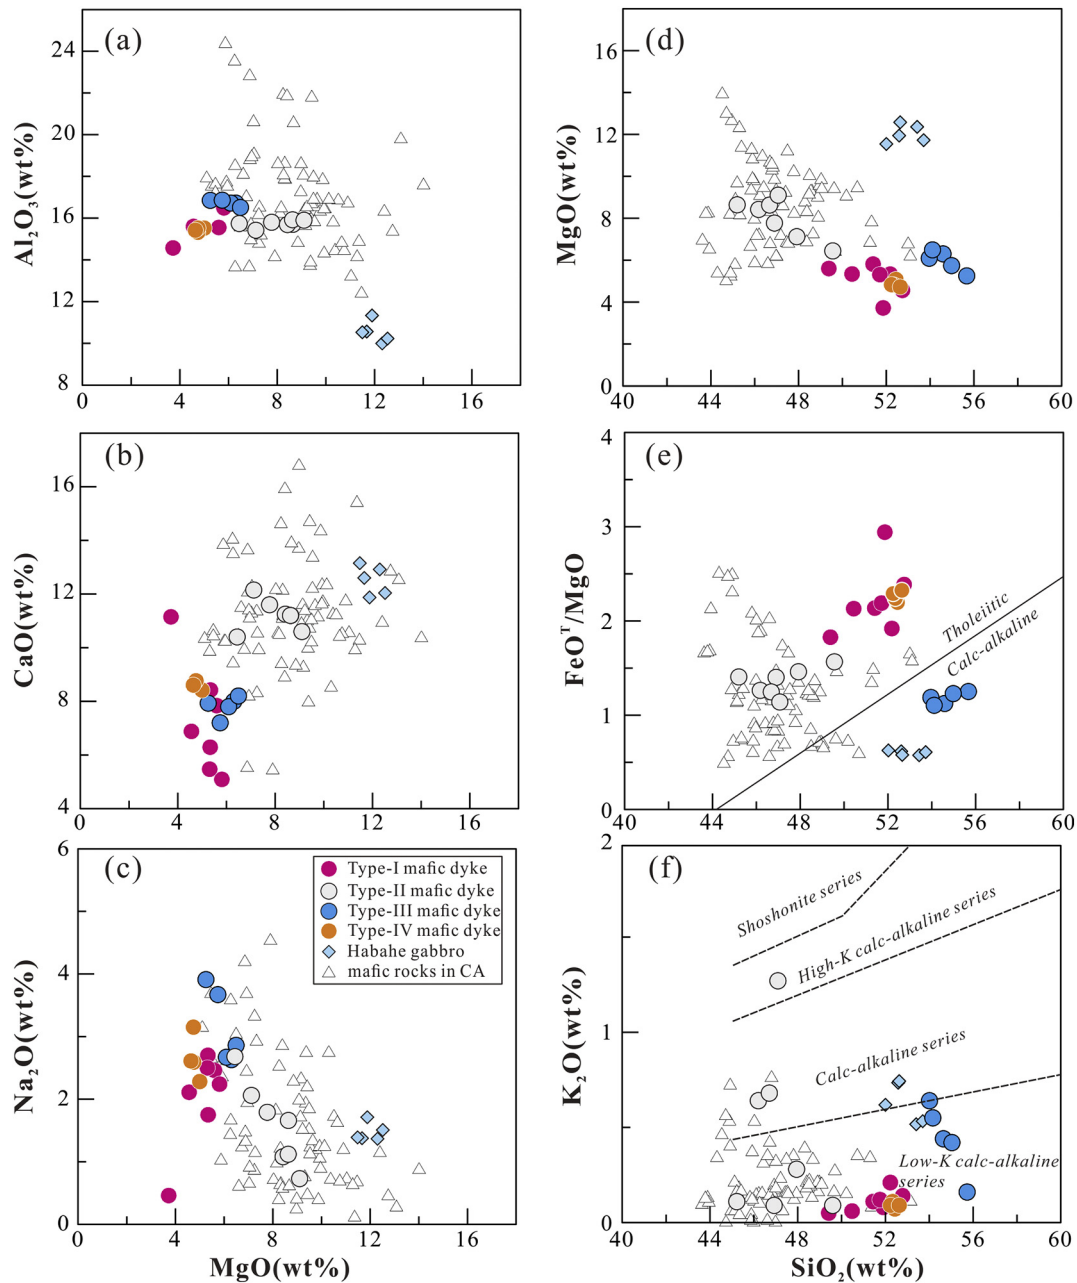 (a)
Al2O3(wt%)
24
20
16
12
8
4
8
12
16
(d)
MgO(wt%)
16
12
8
4
0
40
44
48
52
56
60
(b)
CaO(wt%)
16
12
8
4
4
8
12
16
(e)
FeO^T/MgO
4
3
2
1
0
Tholeiitic
Calc-alkaline
40
44
48
52
56
60
(c)
Na2O(wt%)
6
4
2
0
Type-I mafic dyke
Type-II mafic dyke
Type-III mafic dyke
Type-IV mafic dyke
Habahe gabbro
mafic rocks in CA
0
4
8
12
16
MgO(wt%)
(f)
K2O(wt%)
2
1
0
Shoshonite series
High-K calc-alkaline series
Calc-alkaline series
Low-K calc-alkaline
series
40
44
48
52
56
60
SiO2(wt%)